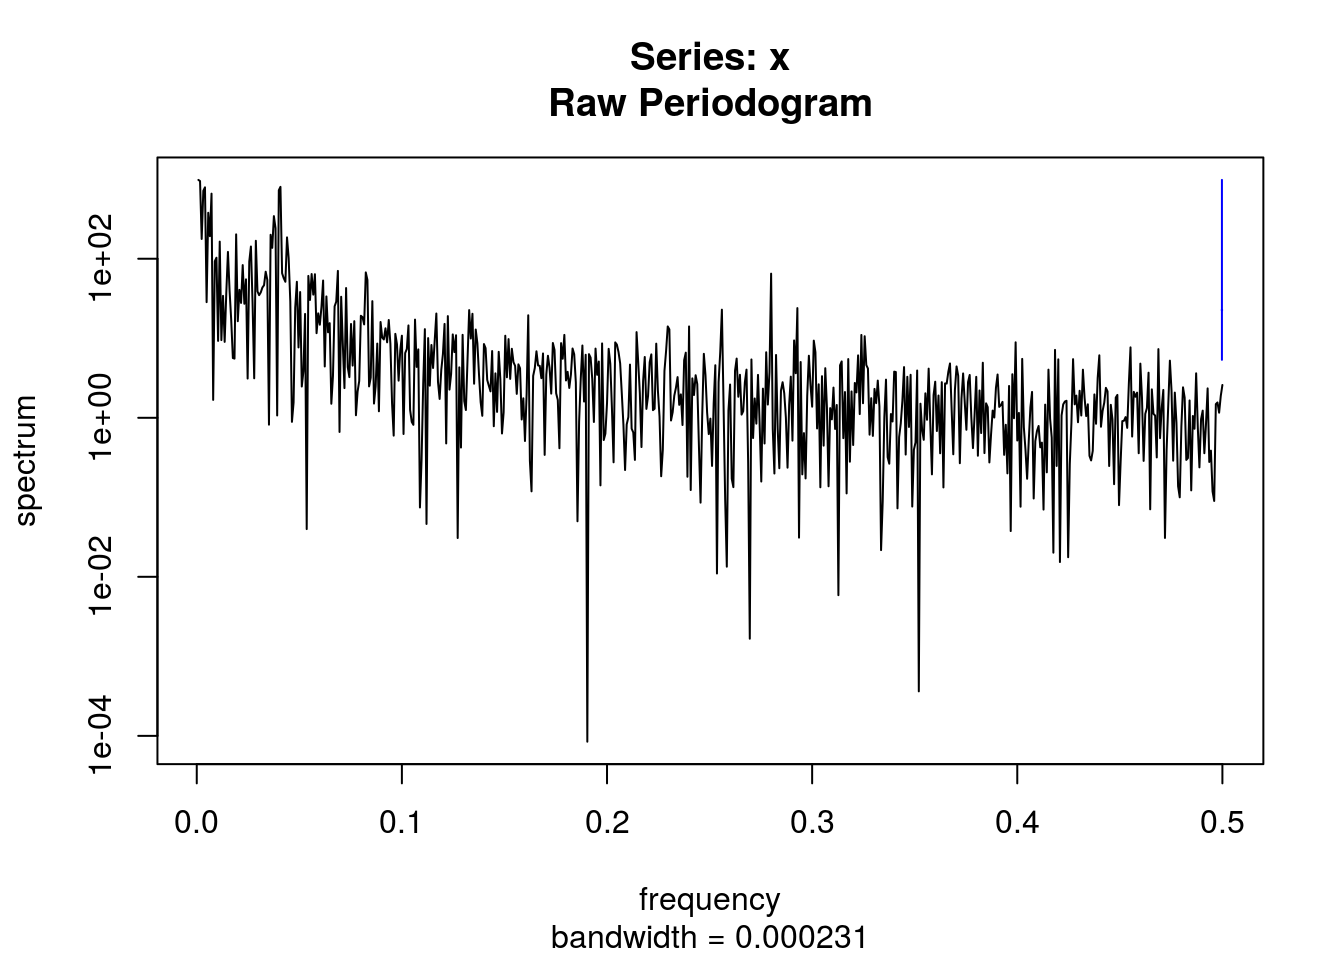 Series: x
Raw Periodogram
spectrum
1e+02
1e+00
1e-02
1e-04
0.0 0.1 0.2 0.3 0.4 0.5
frequency
bandwidth = 0.000231